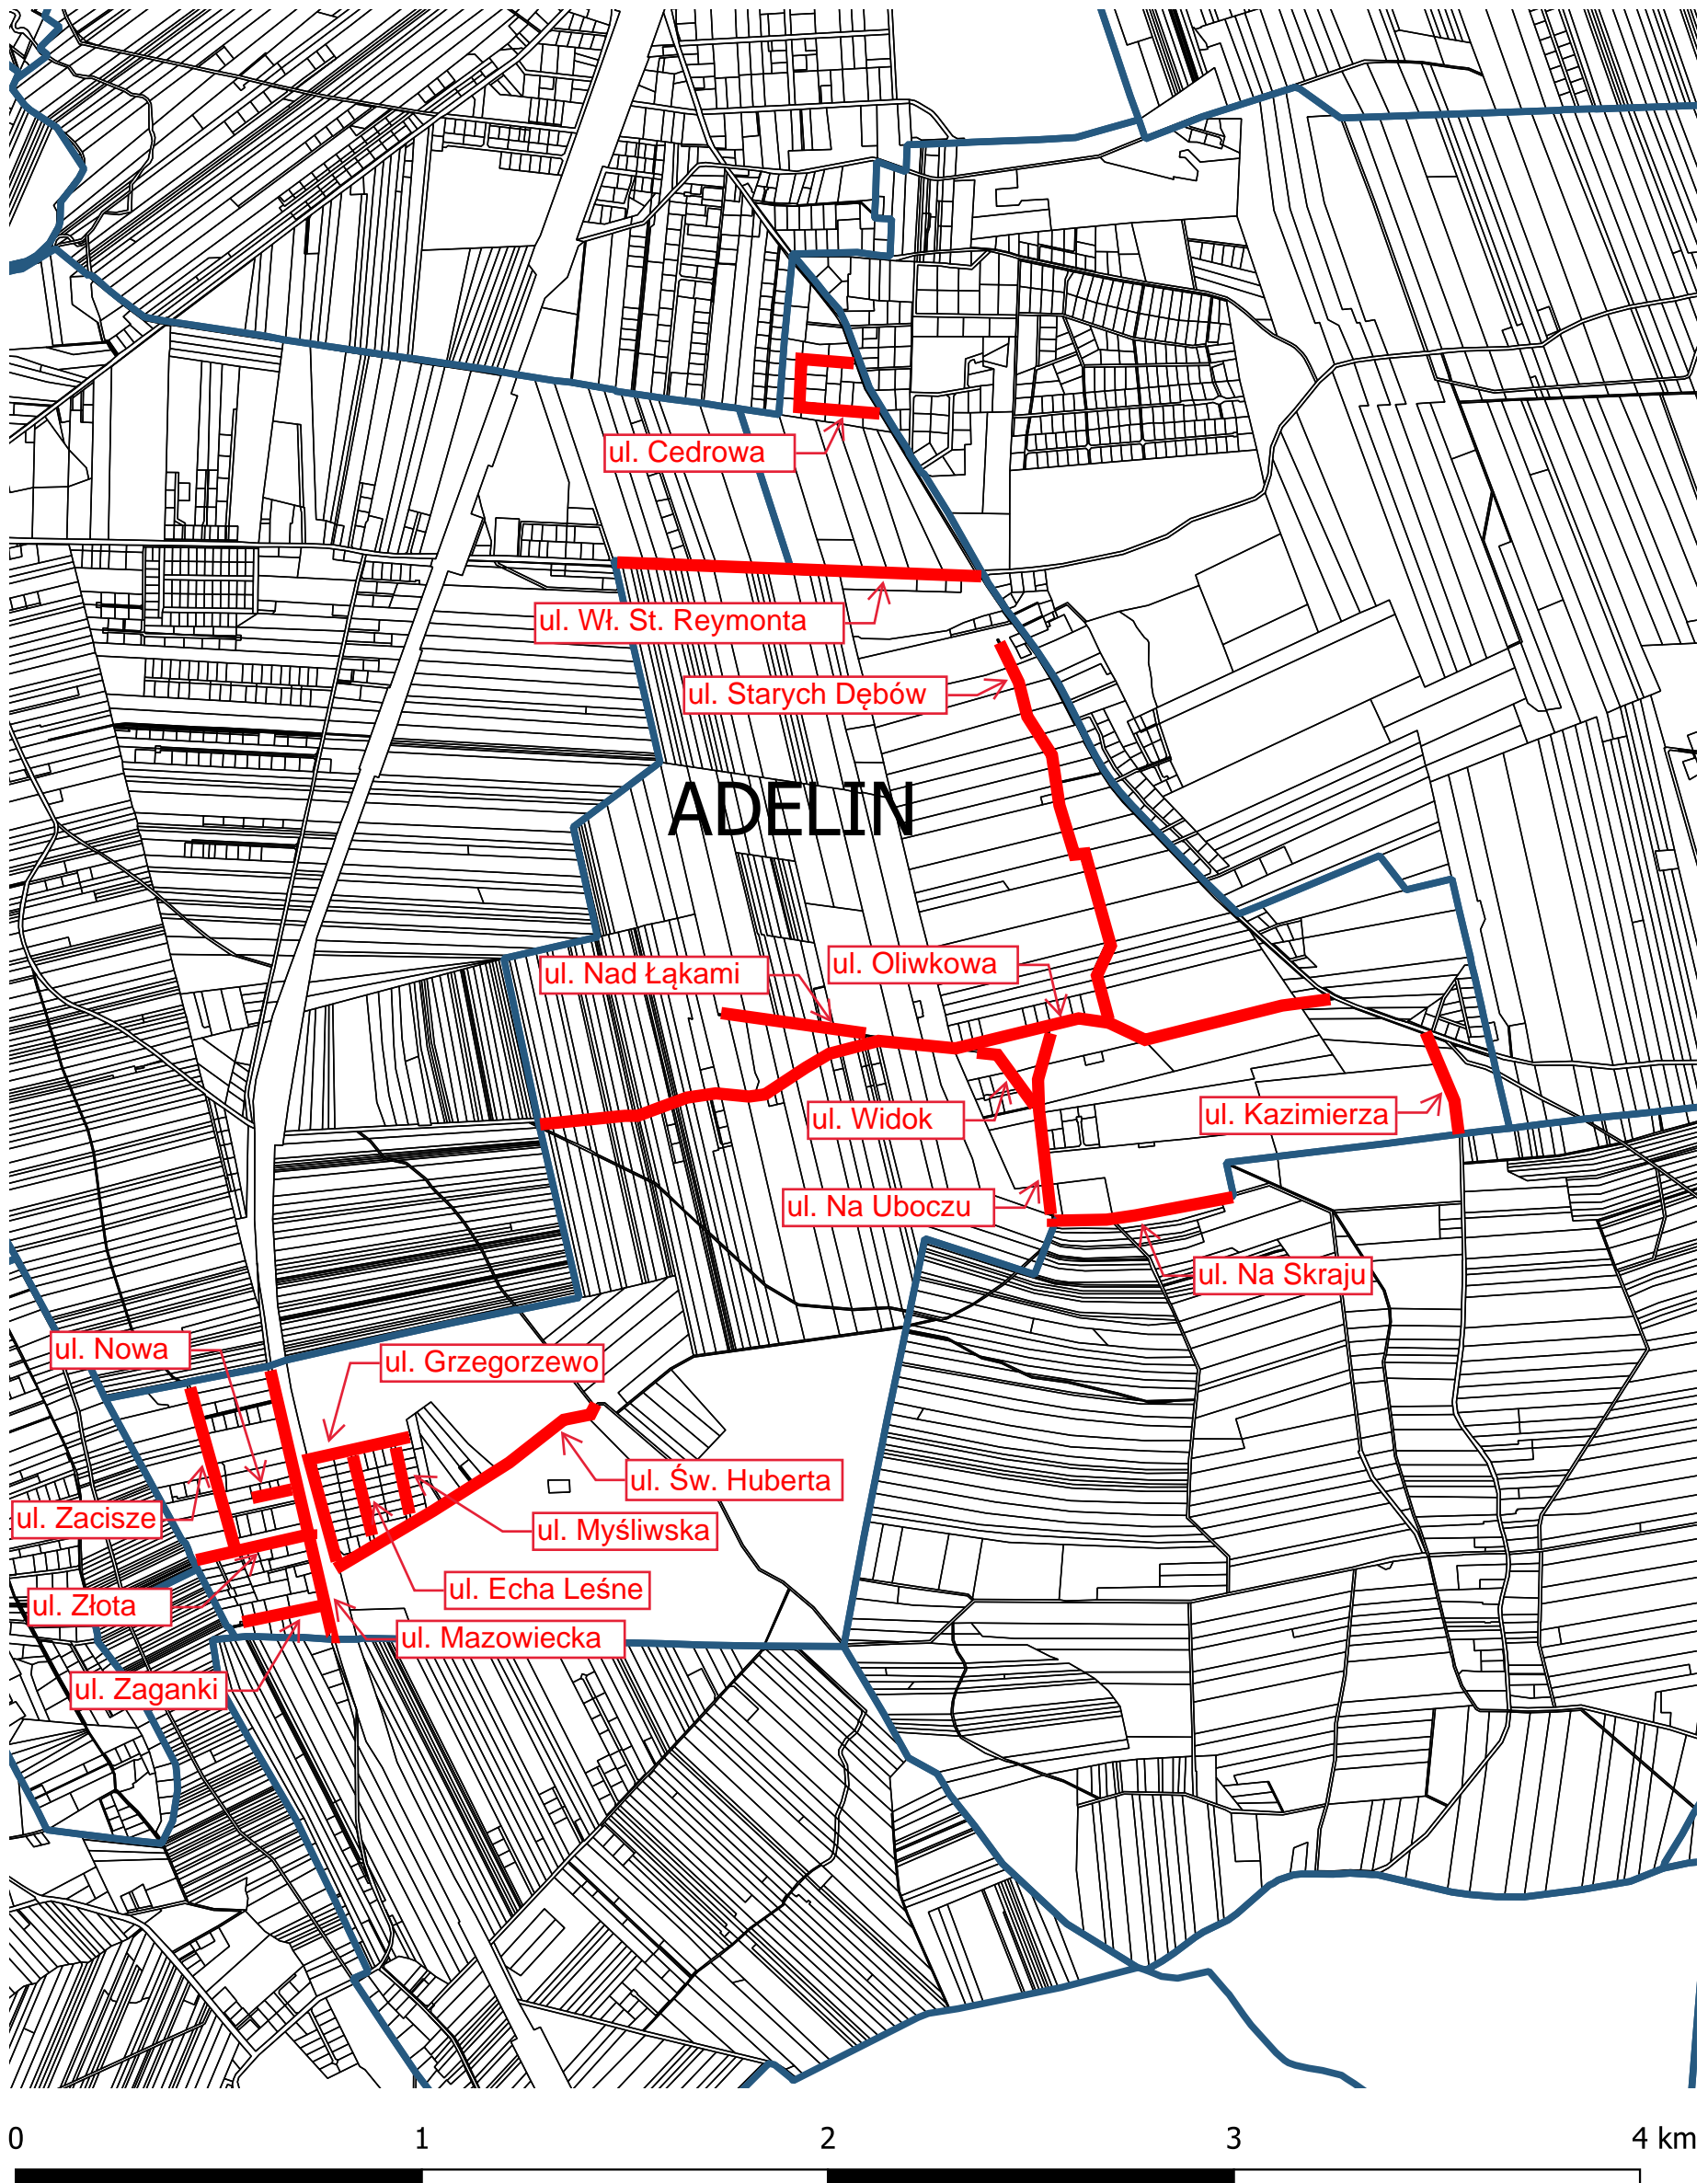 ul. Cedrowa
ul. Wł. St. Reymonta
ul. Starych Dębów
ADELIN
ul. Oliwkowa
ul. Nad Łąkami
ul. Widok
ul. Kazimierza
ul. Na Uboczu
ul. Na Skraju
ul. Nowa
ul. Grzegorzewo
ul. Św. Huberta
ul. Zacisze
ul. Myśliwska
ul. Echa Leśne
ul. Złota
ul. Mazowiecka
ul. Zaganki
0 1 2 3 4 km